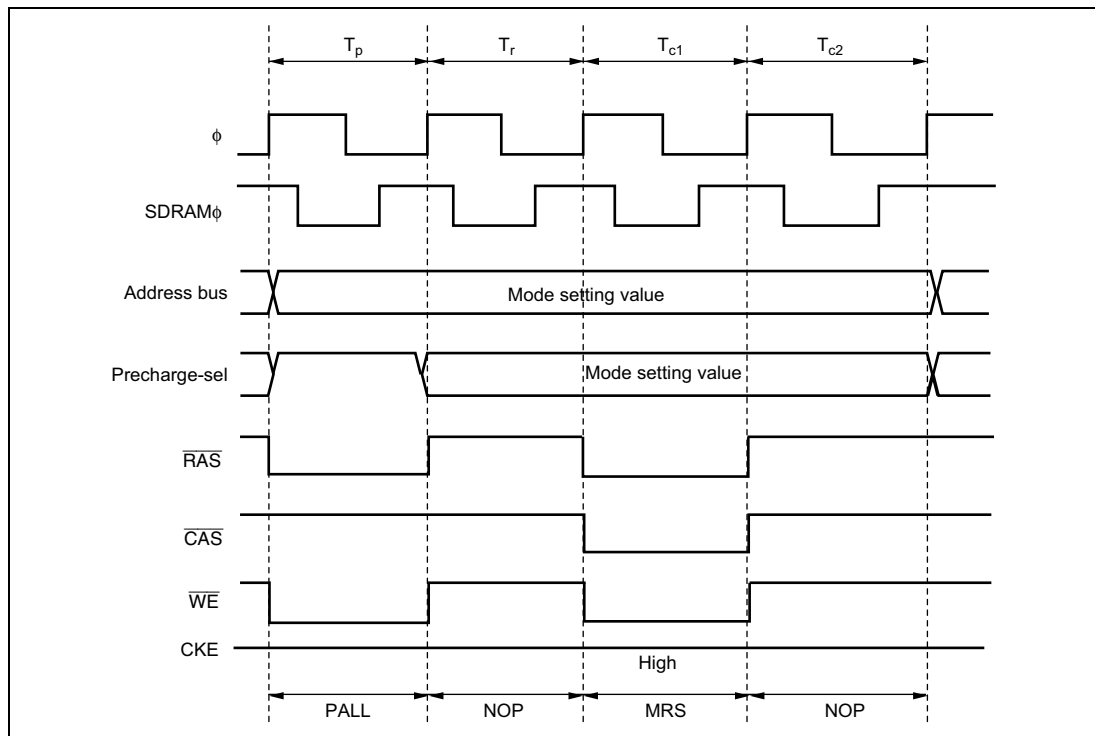 Tp Tr Tc1 Tc2
ϕ
SDRAMϕ
Address bus Mode setting value
Precharge-sel Mode setting value
RAS
CAS
WE
CKE
High
PALL NOP MRS NOP